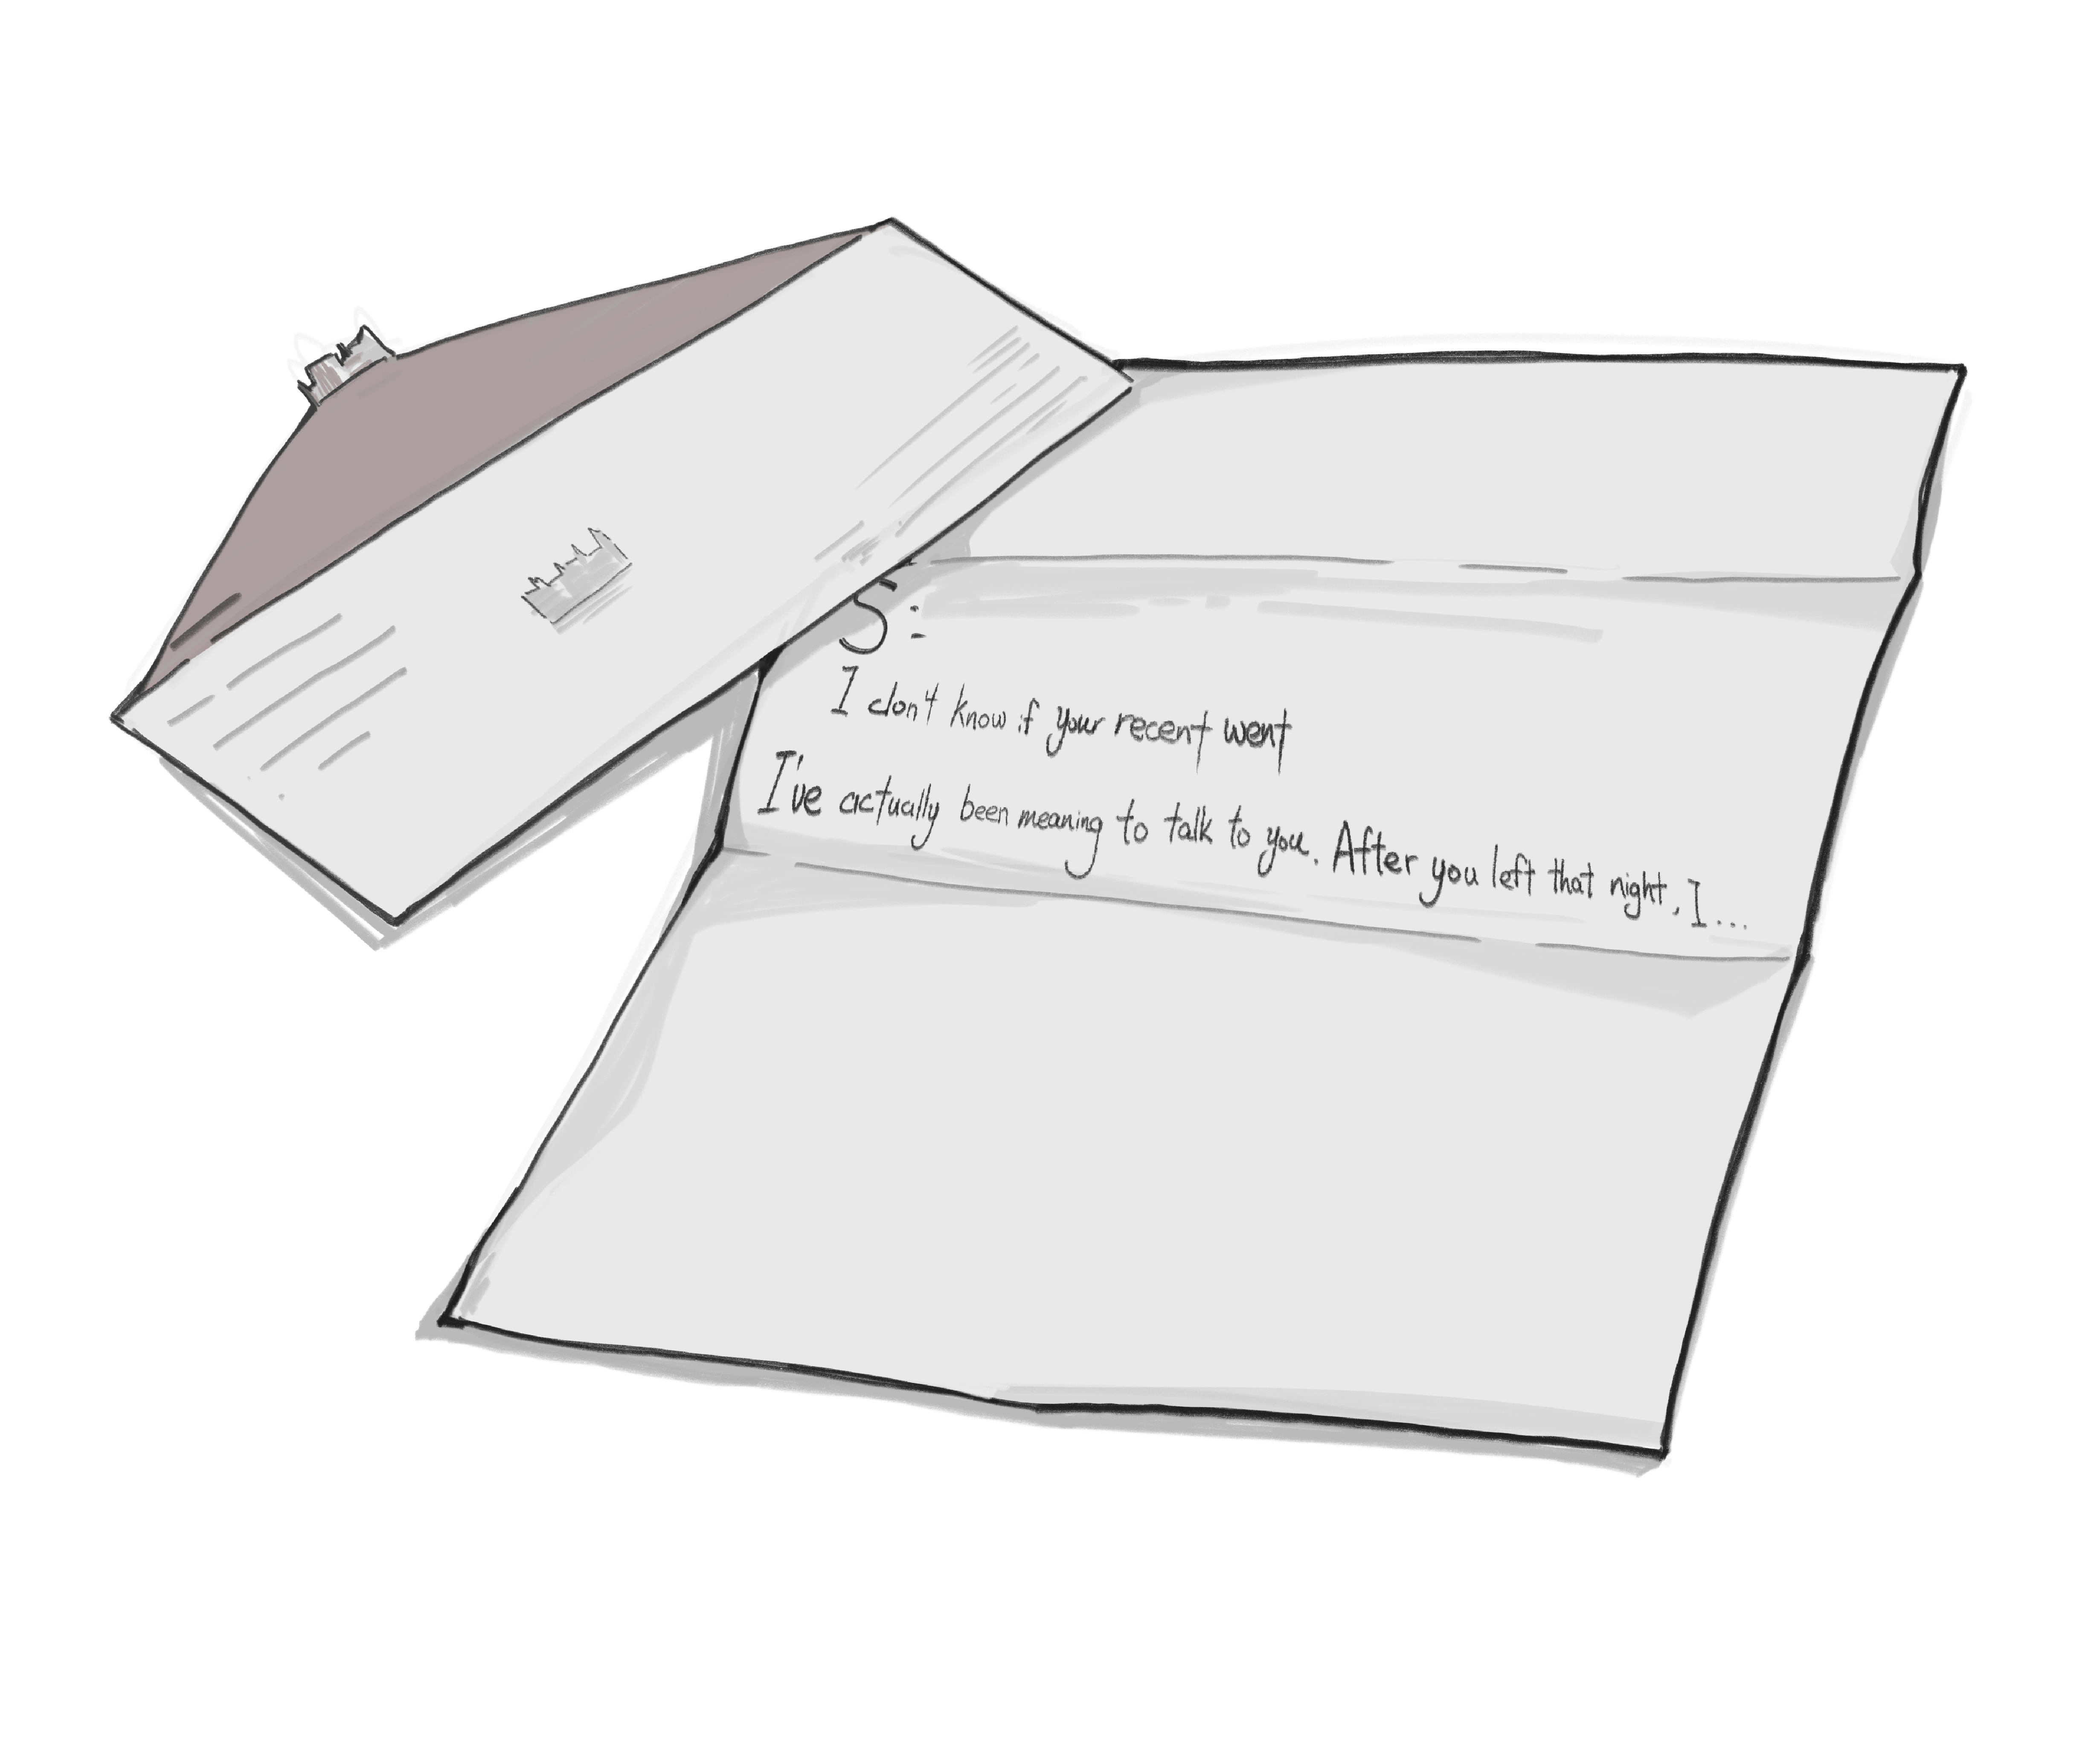 S:
I don't know if your recent went
I've actually been meaning to talk to you. After you left that night, I...